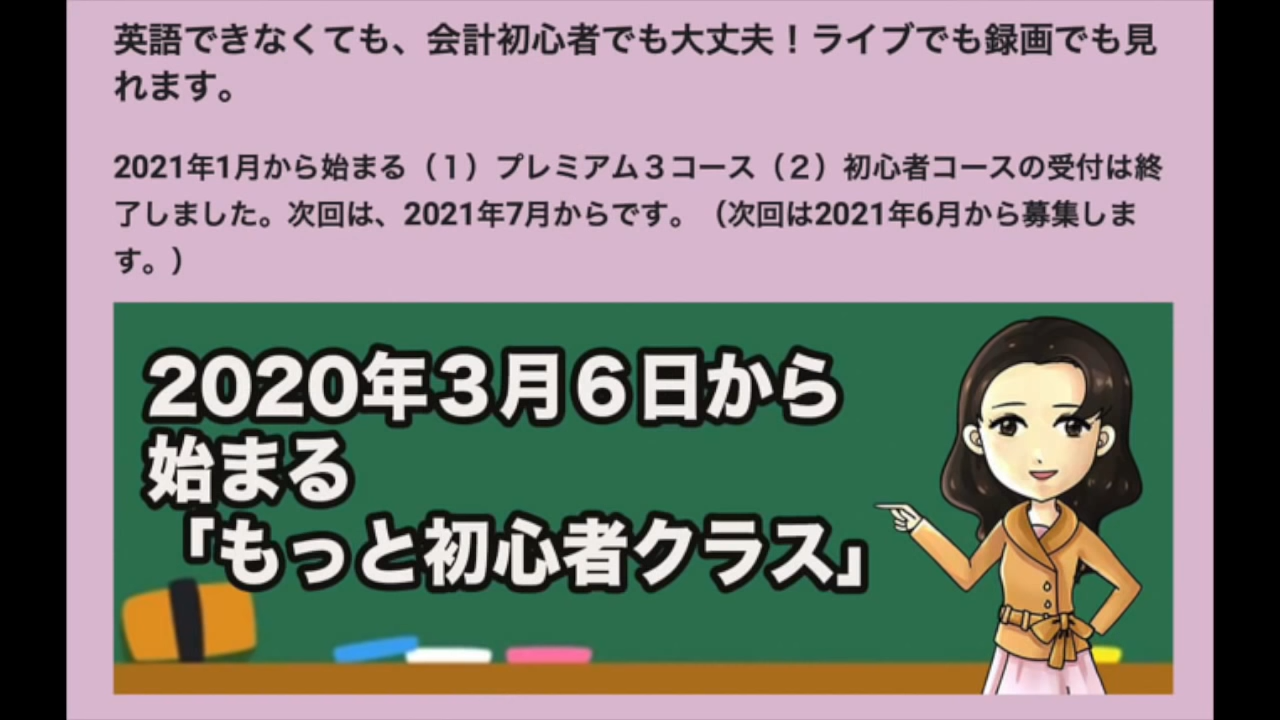 英語できなくても、会計初心者でも大丈夫！ライブでも録画でも見
れます。
2021年1月から始まる（１）プレミアム３コース（２）初心者コースの受付は終
了しました。次回は、2021年7月からです。（次回は2021年6月から募集しま
す。）
2020年３月６日から
始まる
「もっと初心者クラス」